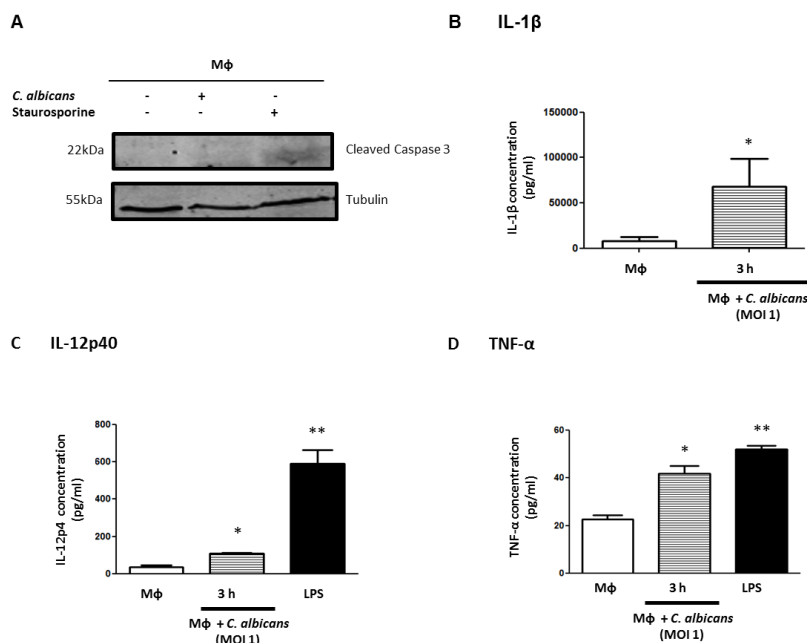 A
Mϕ
C. albicans - + -
Staurosporine - - +
22kDa Cleaved Caspase 3
55kDa Tubulin
B IL-1β
IL-1β concentration
(pg/ml)
150000
100000
50000
0
*
Mϕ 3 h
Mϕ + C. albicans
(MOI 1)
C IL-12p40
IL-12p4 concentration
(pg/ml)
800
600
400
200
0
*
**
Mϕ 3 h LPS
Mϕ + C. albicans
(MOI 1)
D TNF-α
TNF-α concentration
(pg/ml)
60
40
20
0
*
**
Mϕ 3 h LPS
Mϕ + C. albicans
(MOI 1)